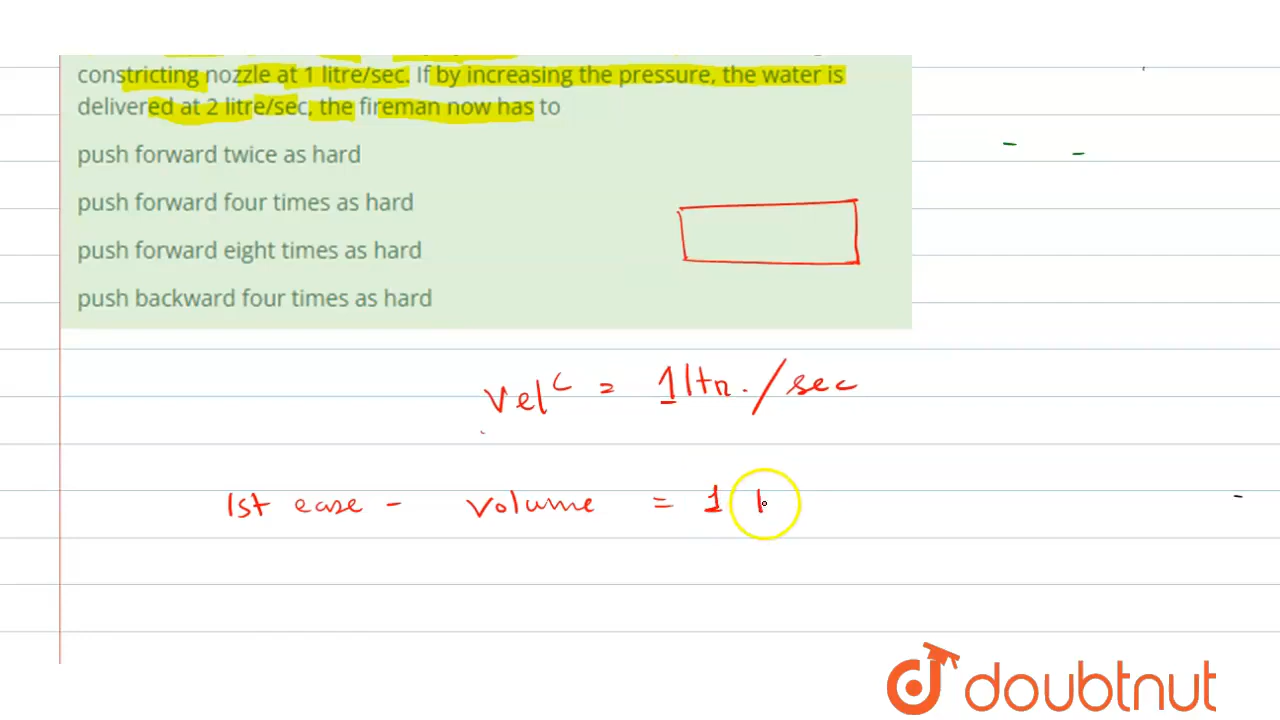 constricting nozzle at 1 litre/sec. If by increasing the pressure, the water is
delivered at 2 litre/sec, the fireman now has to
push forward twice as hard
push forward four times as hard
push forward eight times as hard
push backward four times as hard
Velc = 1 ltr. / sec
1st case - volume = 1 l
doubtnut